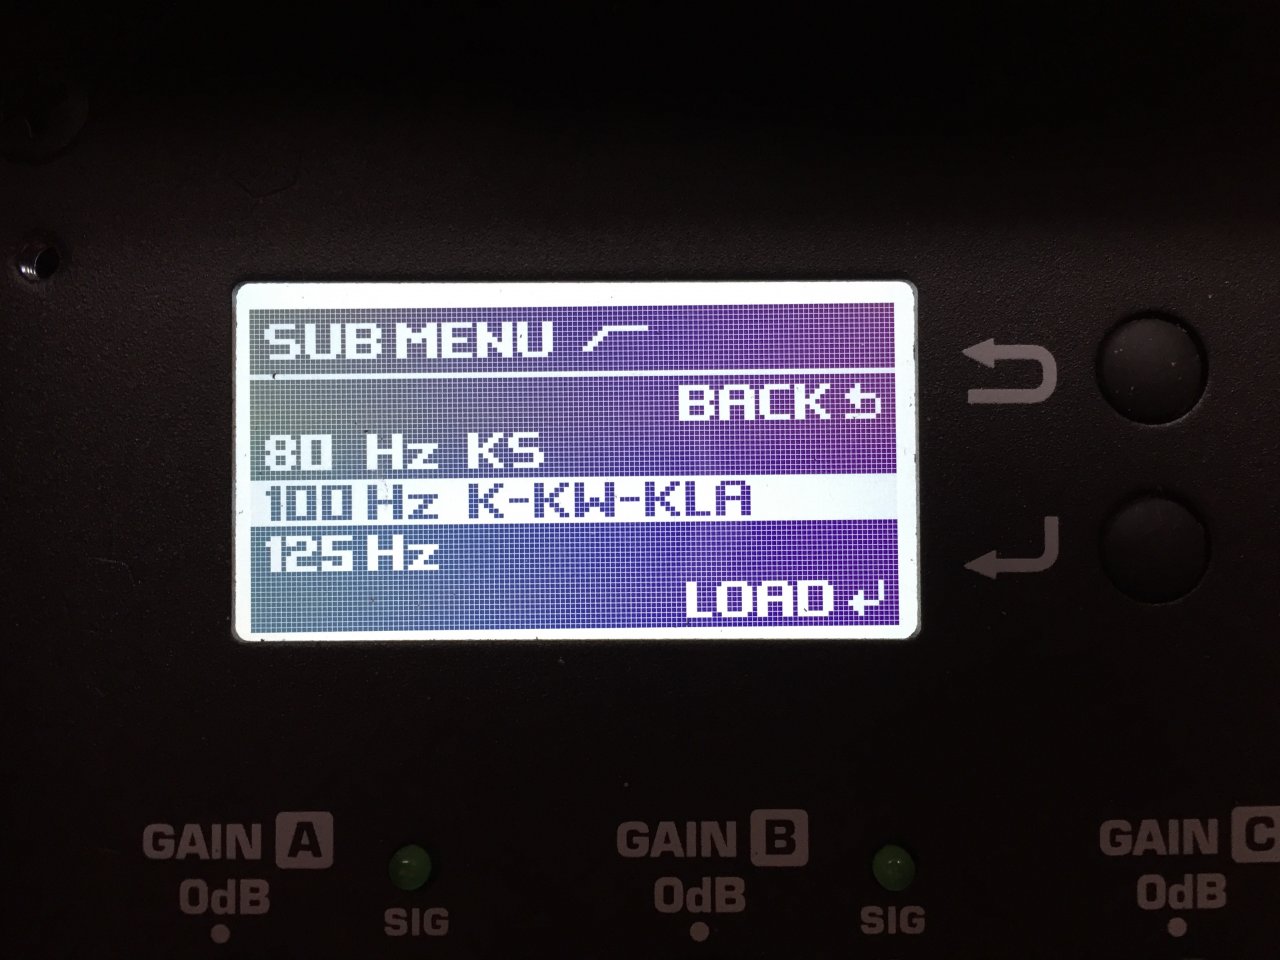 SUB MENU
BACK
80 Hz KS
100 Hz K-KW-KLA
125 Hz
LOAD
GAIN A
0dB
SIG
GAIN B
0dB
SIG
GAIN C
0dB